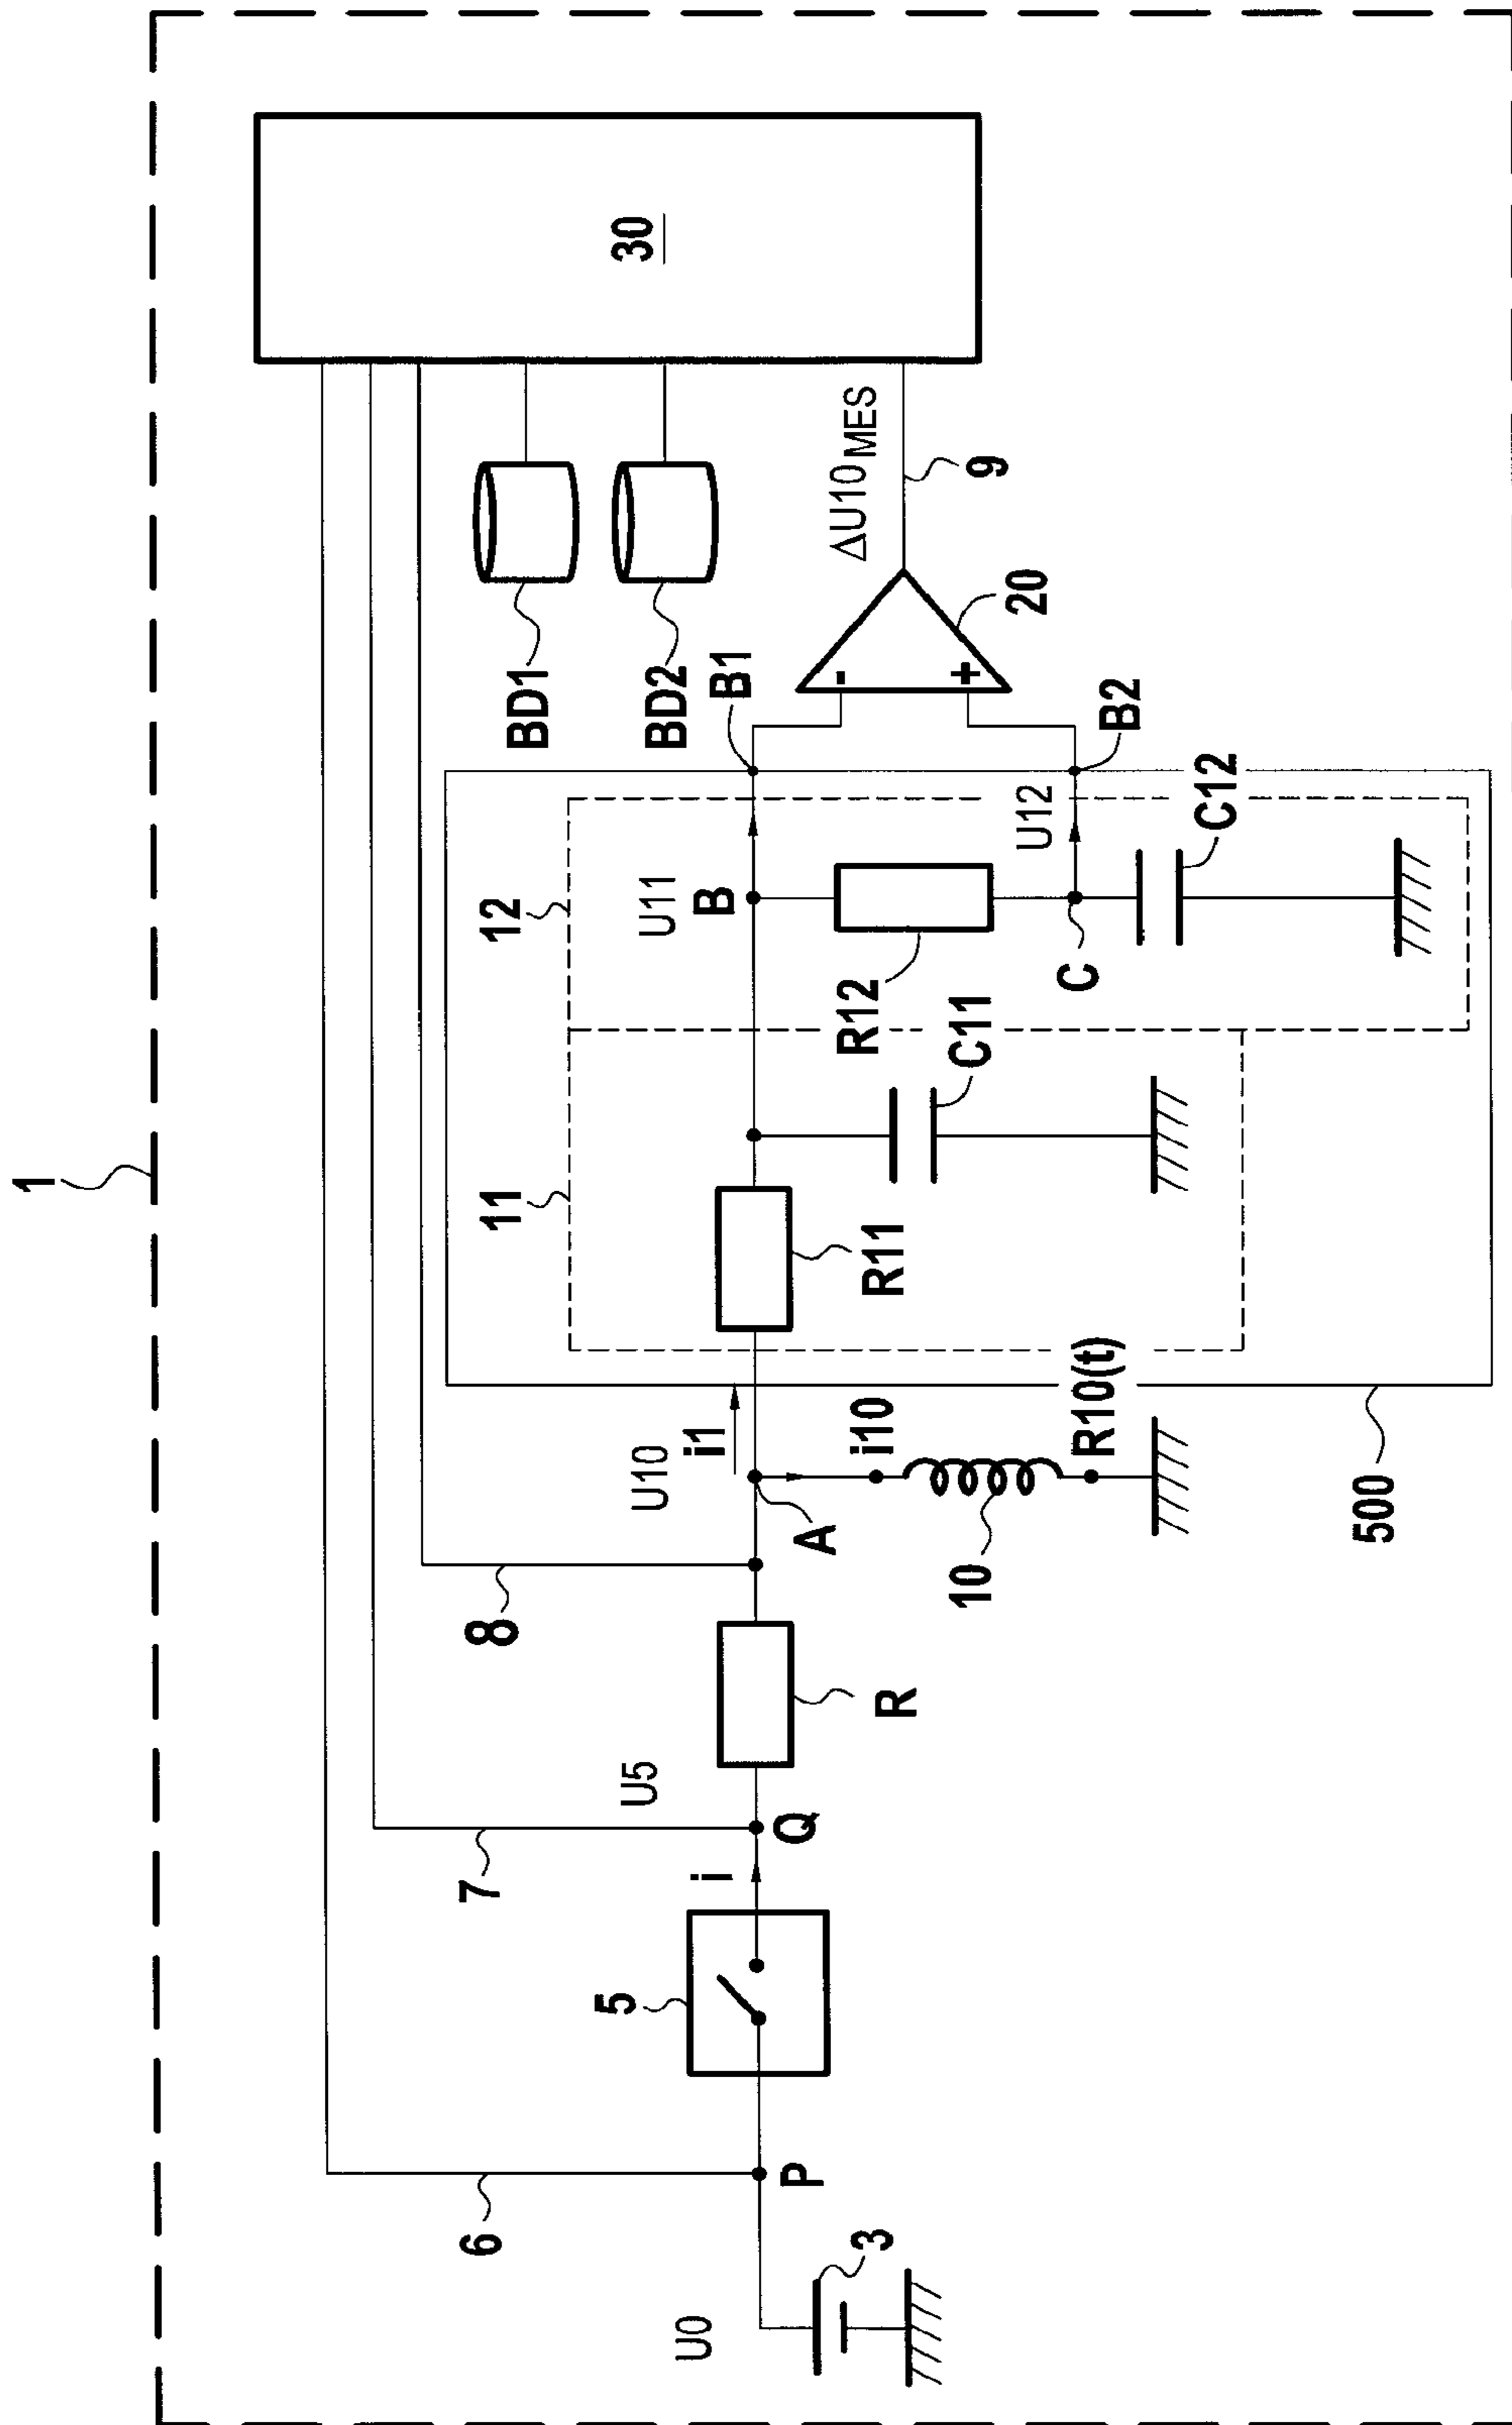 1
30
BD1
BD2
ΔU10MES
9
20
B1
B2
-
+
12
U11
B
U12
C12
R12
C
11
C11
R11
i1
U10
A
i10
R10(t)
10
500
8
R
U5
7
Q
i
5
6
P
3
U0